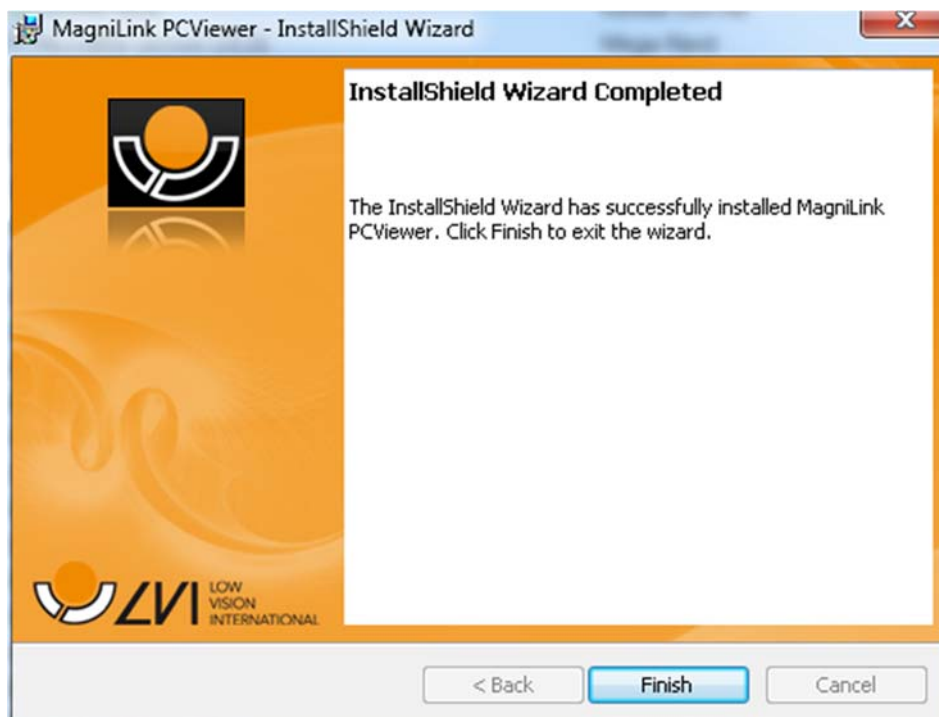 MagniLink PCViewer - InstallShield Wizard
InstallShield Wizard Completed
The InstallShield Wizard has successfully installed MagniLink
PCViewer. Click Finish to exit the wizard.
LVI
LOW
VISION
INTERNATIONAL
< Back
Finish
Cancel